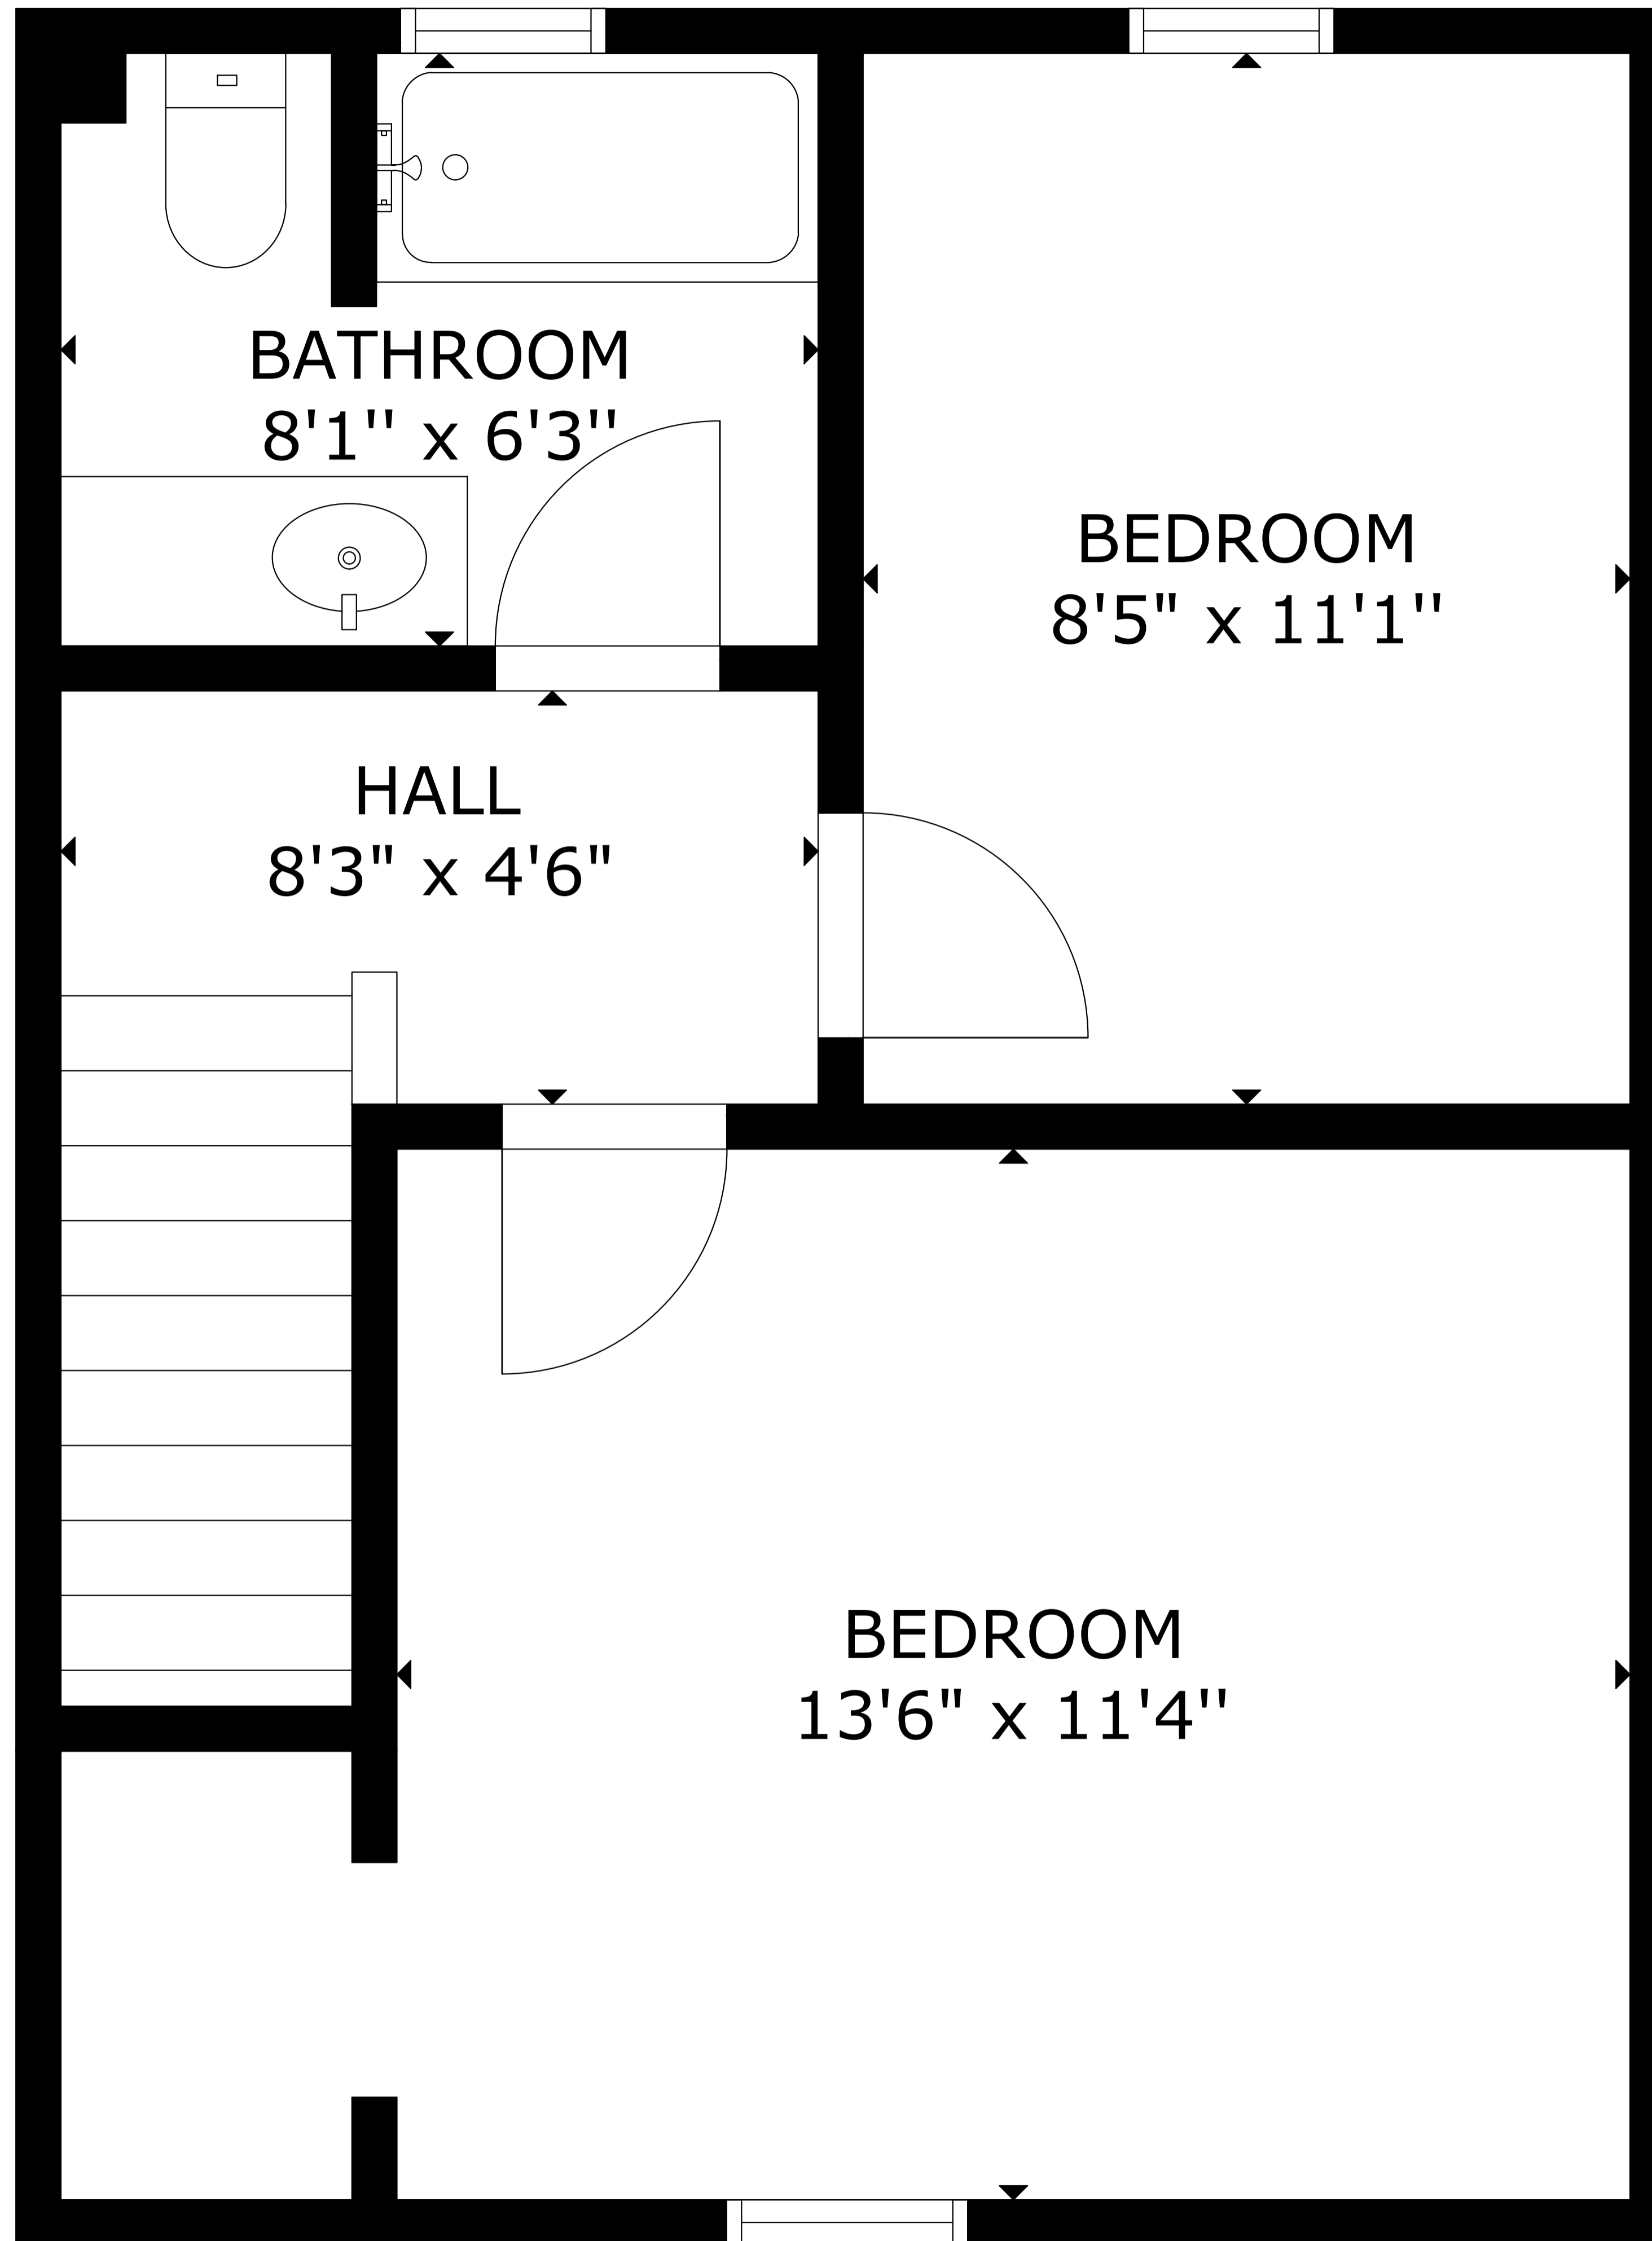 BATHROOM
8'1'' x 6'3''
BEDROOM
8'5'' x 11'1''
HALL
8'3'' x 4'6''
BEDROOM
13'6'' x 11'4''